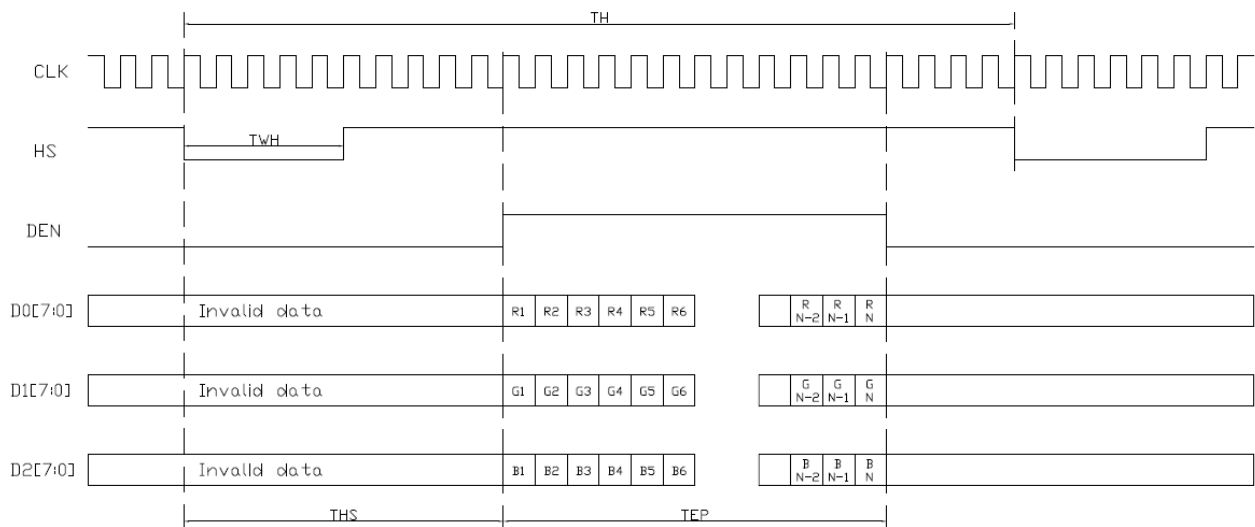 TH
CLK
HS
TWH
DEN
D0[7:0]
Invalid data
R1 R2 R3 R4 R5 R6
R R R
N-2 N-1 N
D1[7:0]
Invalid data
G1 G2 G3 G4 G5 G6
G G G
N-2 N-1 N
D2[7:0]
Invalid data
B1 B2 B3 B4 B5 B6
B B B
N-2 N-1 N
THS
TEP